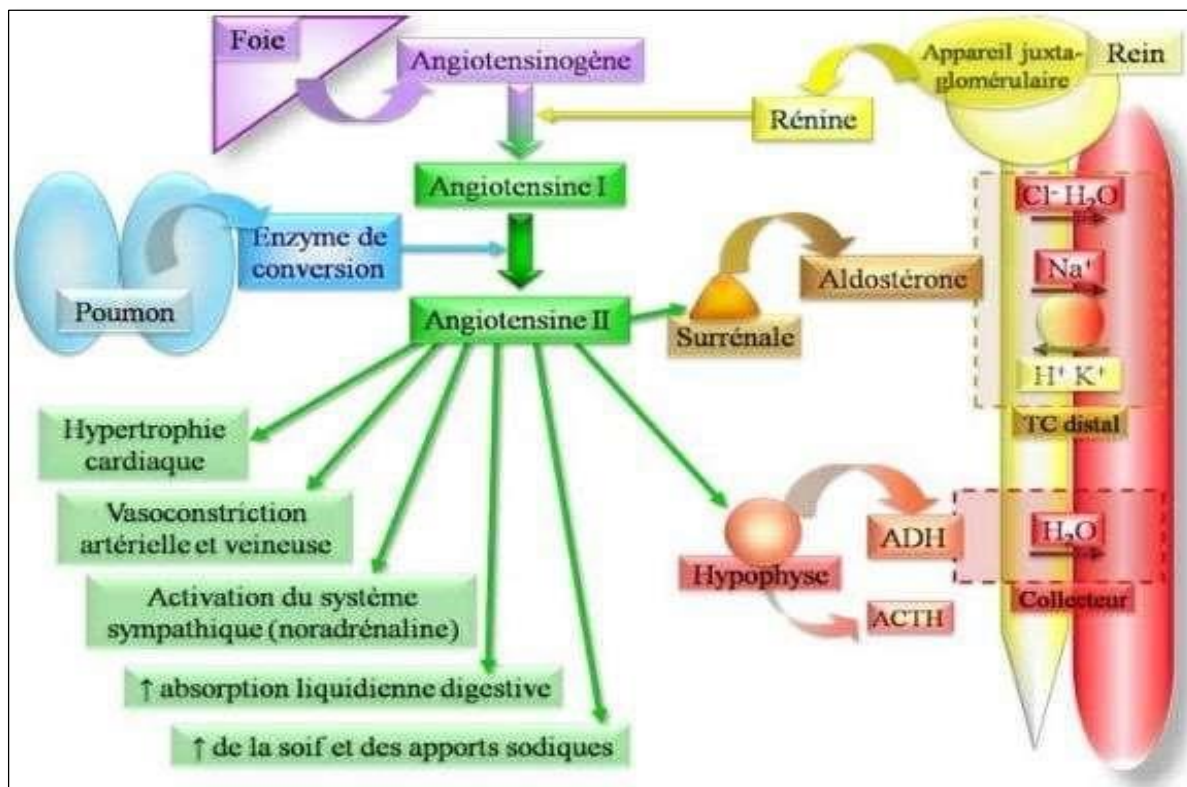 Foie
Angiotensinogène
Appareil juxta-
glomérulaire
Rein
Rénine
Angiotensine I
Cl⁻ H₂O
Enzyme de
conversion
Na⁺
Aldostérone
Poumon
Angiotensine II
Surrénale
H⁺ K⁺
TC distal
Hypertrophie
cardiaque
Vasoconstriction
artérielle et veineuse
ADH
H₂O
Hypophyse
Activation du système
sympathique (noradrénaline)
Collecteur
ACTH
↑ absorption liquidienne digestive
↑ de la soif et des apports sodiques